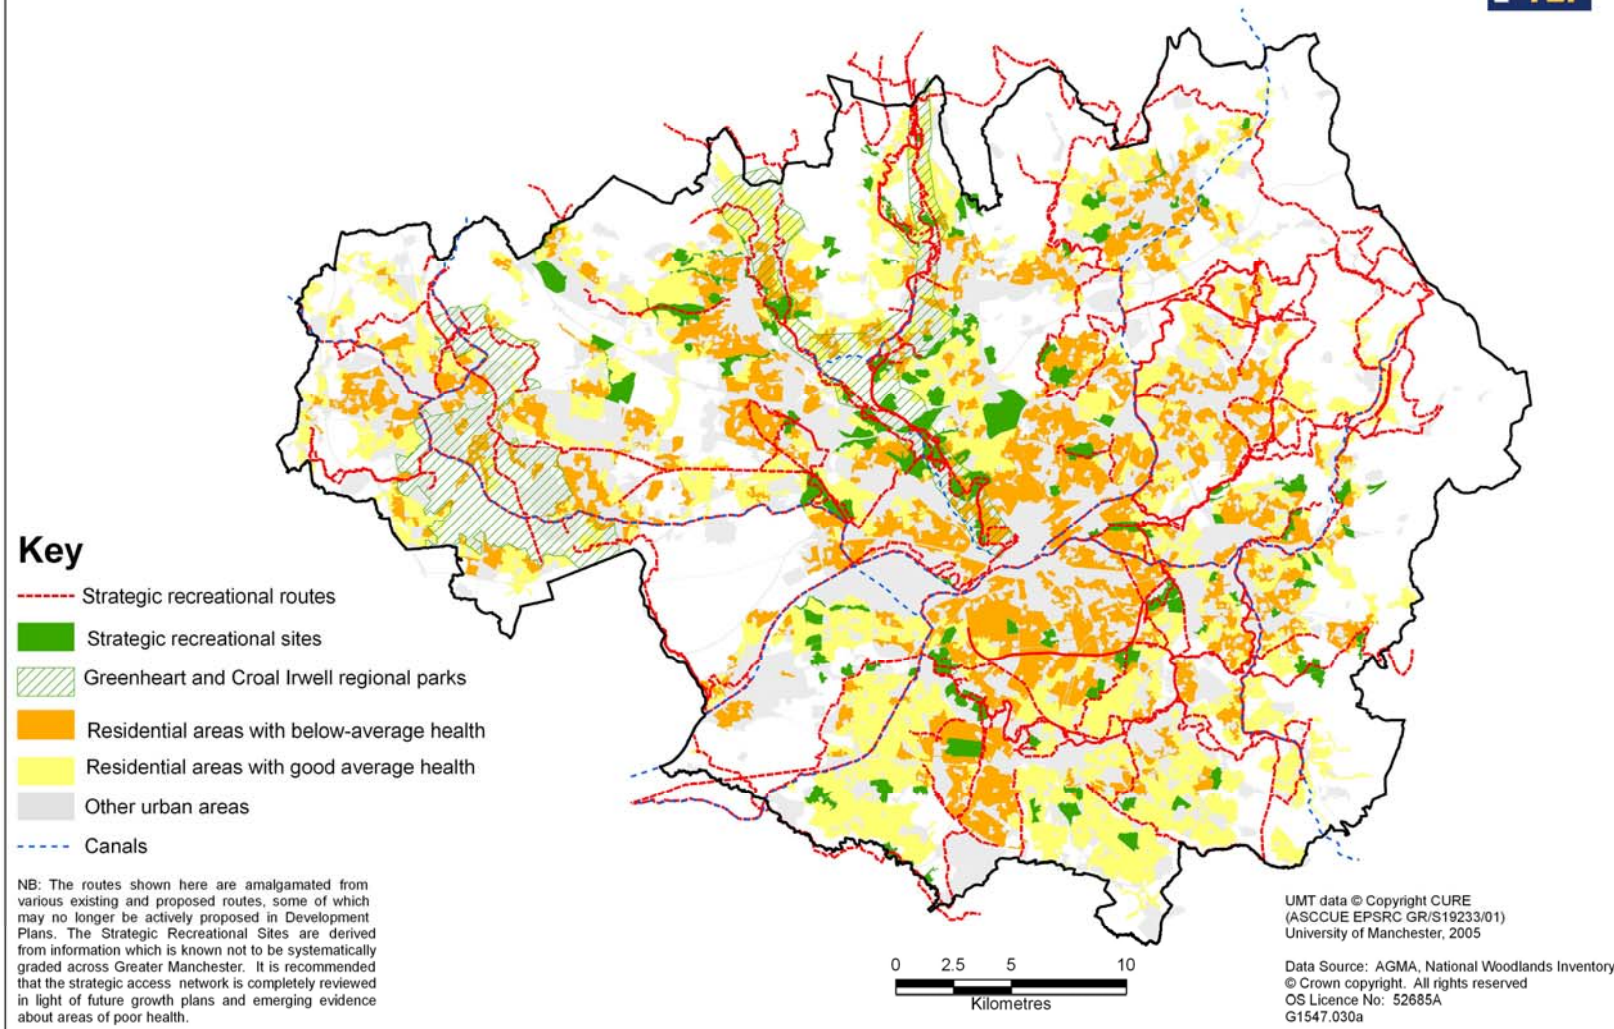 Key
Strategic recreational routes
Strategic recreational sites
Greenheart and Croal Irwell regional parks
Residential areas with below-average health
Residential areas with good average health
Other urban areas
Canals
NB: The routes shown here are amalgamated from
various existing and proposed routes, some of which
may no longer be actively proposed in Development
Plans. The Strategic Recreational Sites are derived
from information which is known not to be systematically
graded across Greater Manchester. It is recommended
that the strategic access network is completely reviewed
in light of future growth plans and emerging evidence
about areas of poor health.
0 2.5 5 10
Kilometres
UMT data © Copyright CURE
(ASCCUE EPSRC GR/S19233/01)
University of Manchester, 2005
Data Source: AGMA, National Woodlands Inventory
© Crown copyright. All rights reserved
OS Licence No: 52685A
G1547.030a